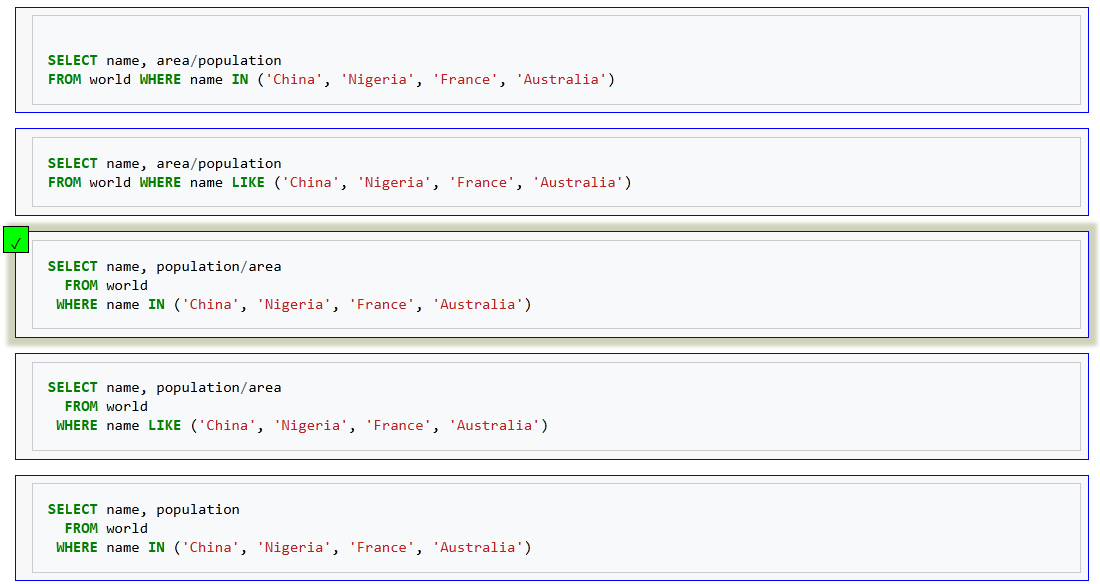 SELECT name, area/population
FROM world WHERE name IN ('China', 'Nigeria', 'France', 'Australia')
SELECT name, area/population
FROM world WHERE name LIKE ('China', 'Nigeria', 'France', 'Australia')
✓
SELECT name, population/area
FROM world
WHERE name IN ('China', 'Nigeria', 'France', 'Australia')
SELECT name, population/area
FROM world
WHERE name LIKE ('China', 'Nigeria', 'France', 'Australia')
SELECT name, population
FROM world
WHERE name IN ('China', 'Nigeria', 'France', 'Australia')